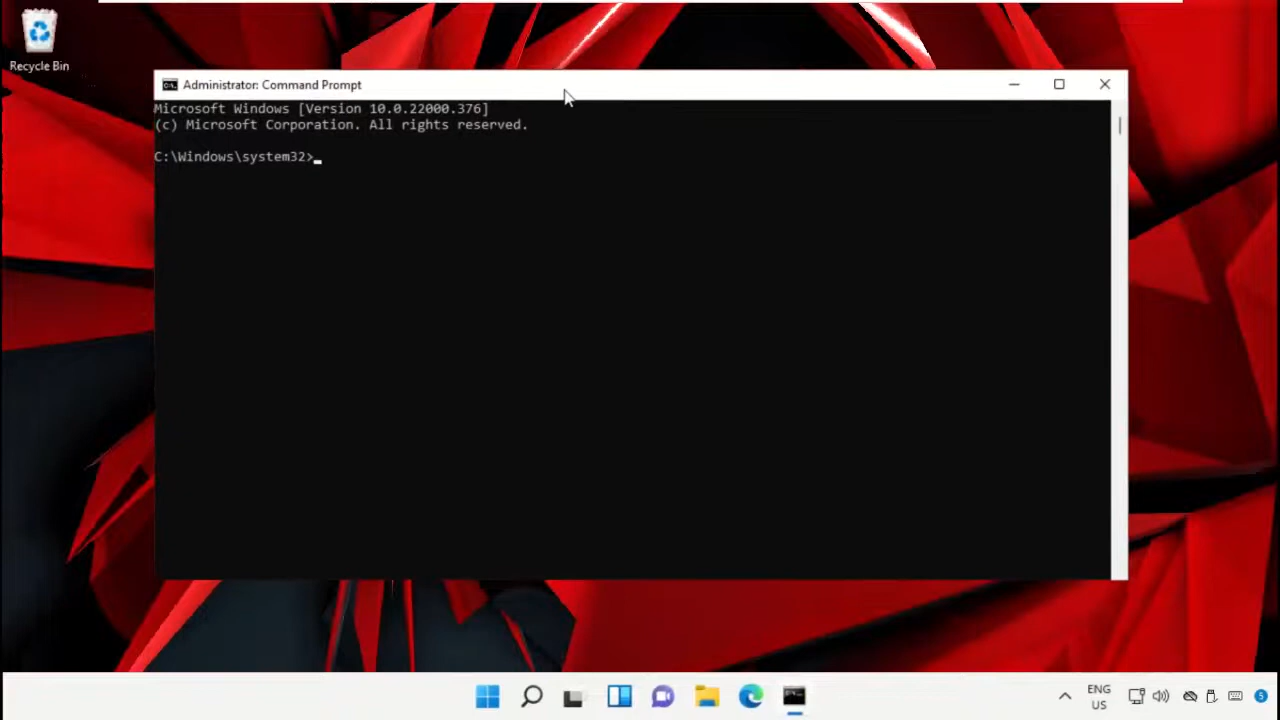 Recycle Bin
Administrator: Command Prompt
Microsoft Windows [Version 10.0.22000.376]
(c) Microsoft Corporation. All rights reserved.
C:\Windows\system32>_
ENG
US
5